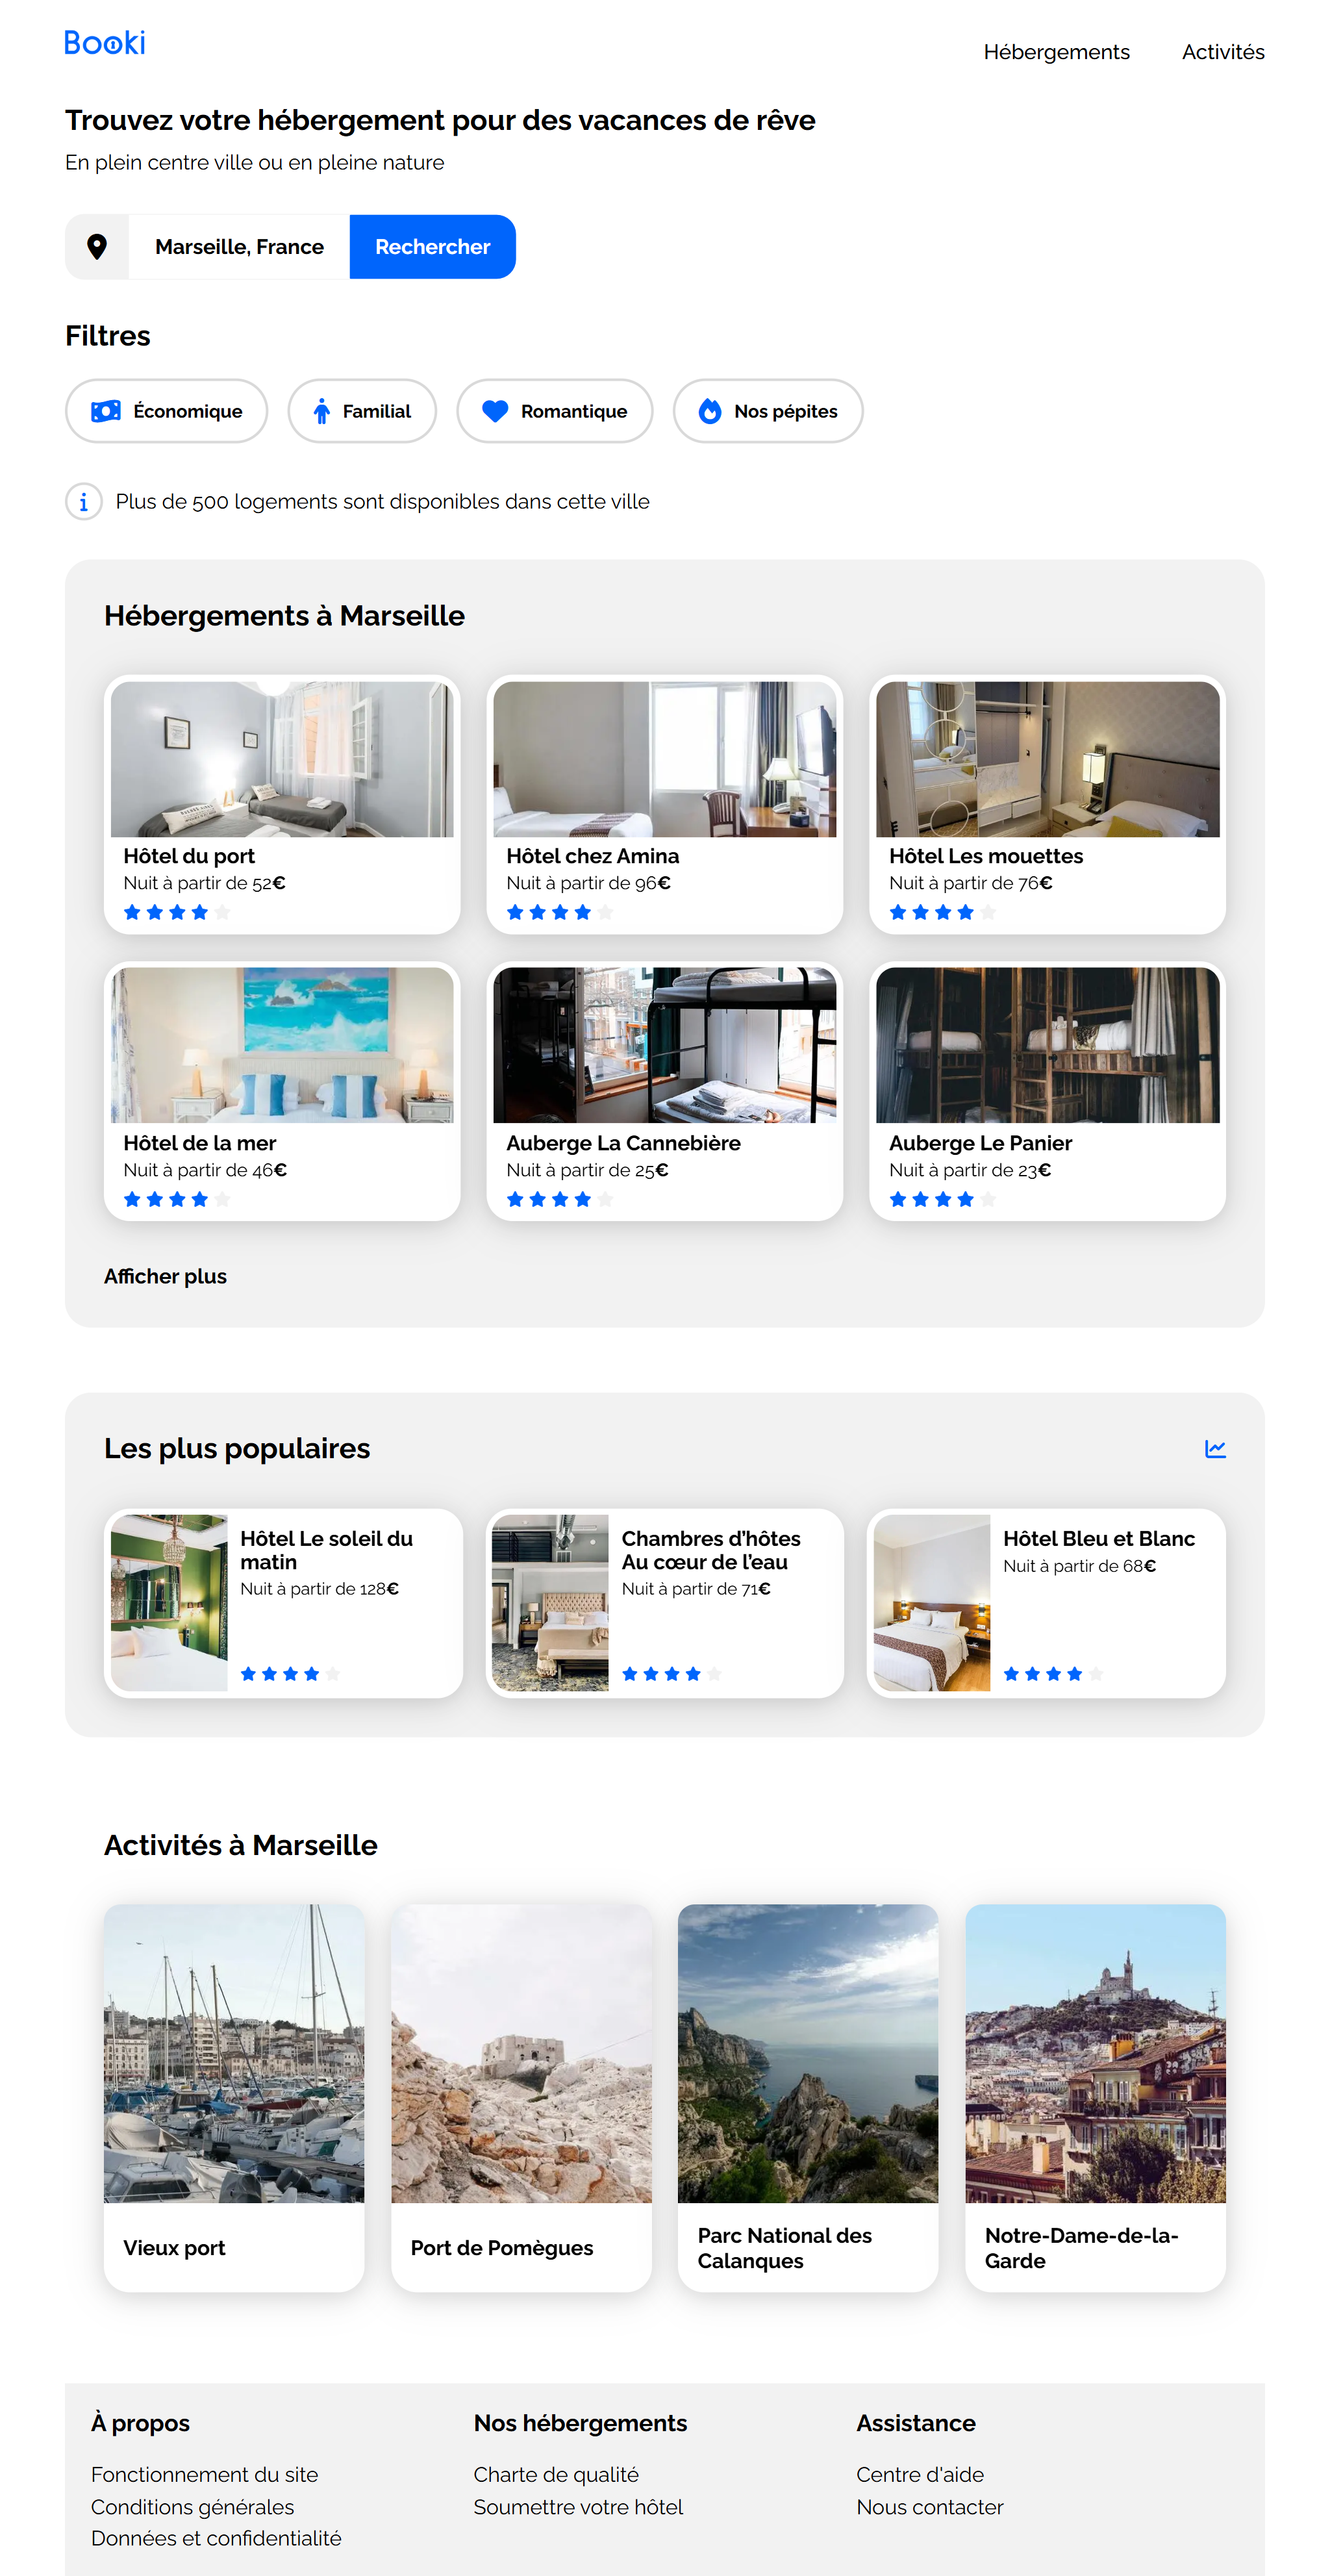 Booki
Hébergements
Activités
Trouvez votre hébergement pour des vacances de rêve
En plein centre ville ou en pleine nature
Marseille, France
Rechercher
Filtres
Économique
Familial
Romantique
Nos pépites
Plus de 500 logements sont disponibles dans cette ville
Hébergements à Marseille
Hôtel du port
Nuit à partir de 52€
Hôtel chez Amina
Nuit à partir de 96€
Hôtel Les mouettes
Nuit à partir de 76€
Hôtel de la mer
Nuit à partir de 46€
Auberge La Cannebière
Nuit à partir de 25€
Auberge Le Panier
Nuit à partir de 23€
Afficher plus
Les plus populaires
Hôtel Le soleil du
matin
Nuit à partir de 128€
Chambres d’hôtes
Au cœur de l’eau
Nuit à partir de 71€
Hôtel Bleu et Blanc
Nuit à partir de 68€
Activités à Marseille
Vieux port
Port de Pomègues
Parc National des
Calanques
Notre-Dame-de-la-
Garde
À propos
Fonctionnement du site
Conditions générales
Données et confidentialité
Nos hébergements
Charte de qualité
Soumettre votre hôtel
Assistance
Centre d'aide
Nous contacter